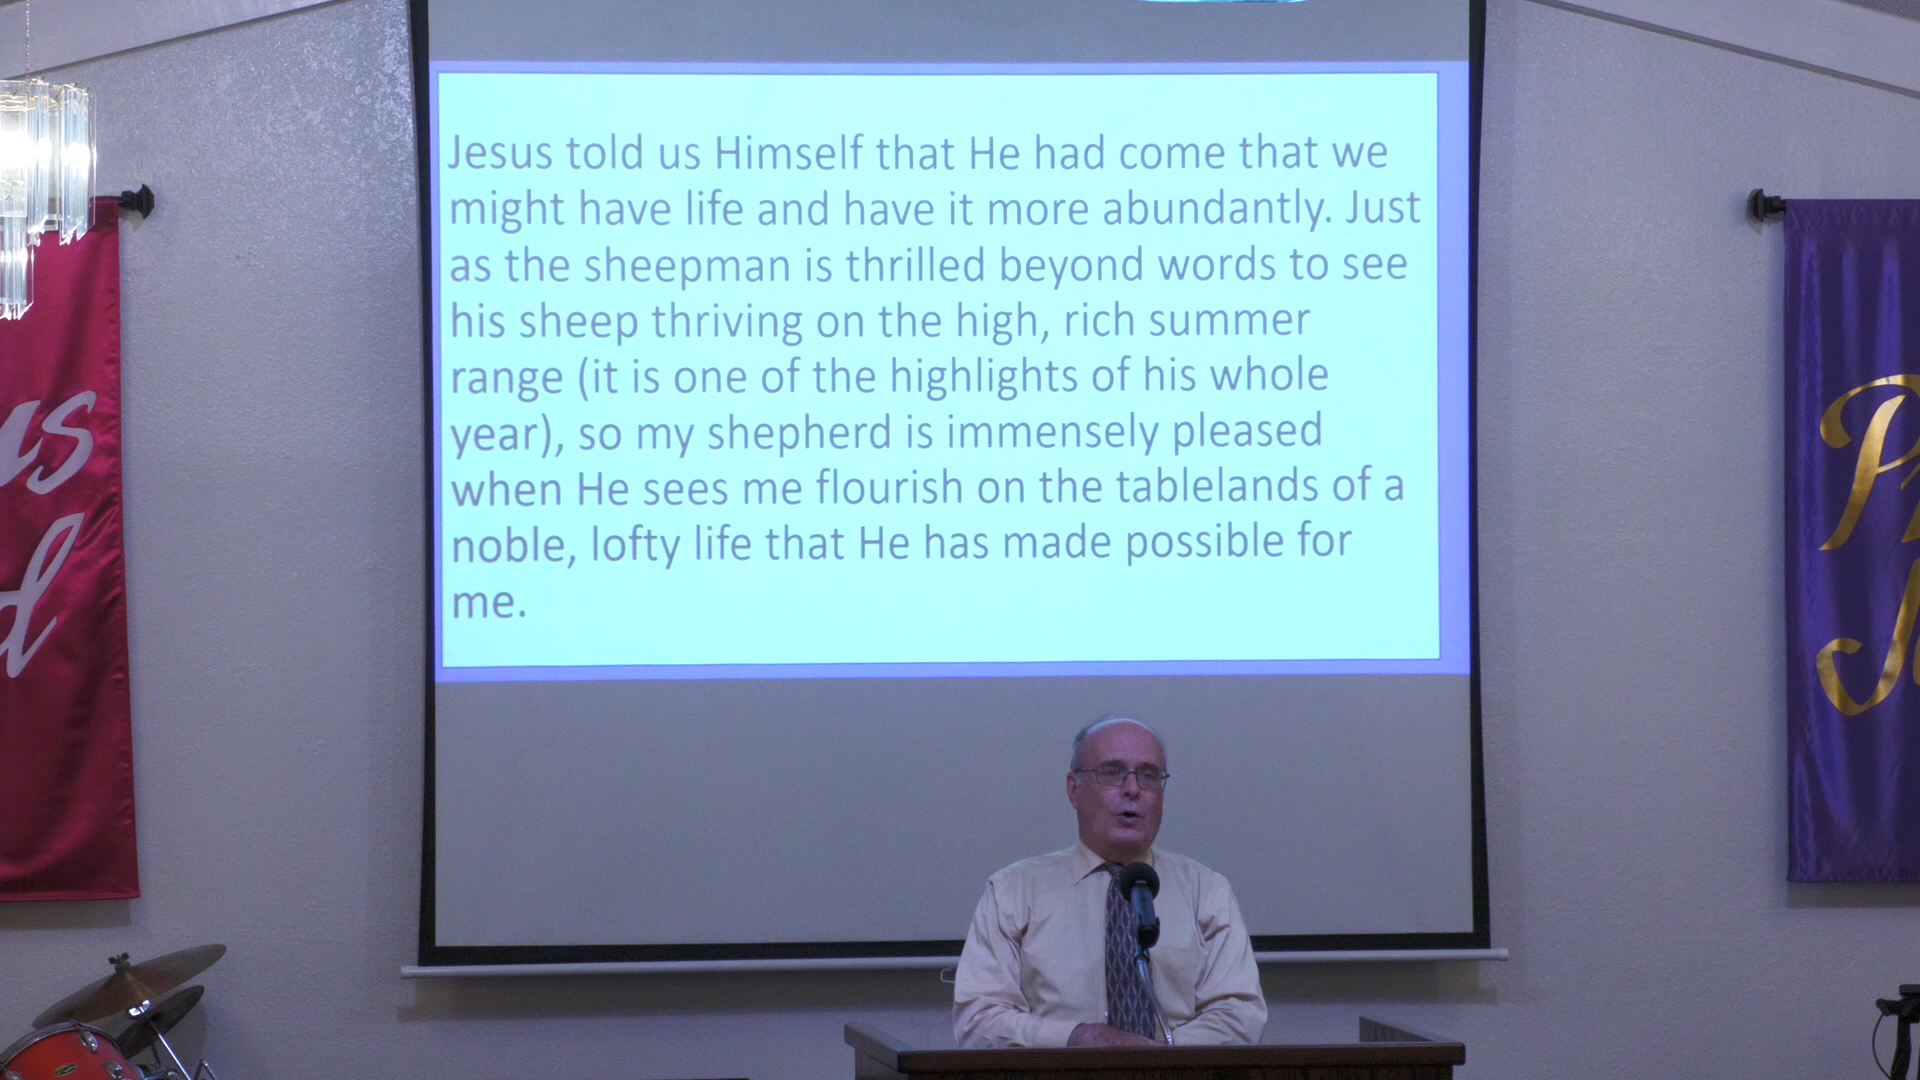 Jesus told us Himself that He had come that we
might have life and have it more abundantly. Just
as the sheepman is thrilled beyond words to see
his sheep thriving on the high, rich summer
range (it is one of the highlights of his whole
year), so my shepherd is immensely pleased
when He sees me flourish on the tablelands of a
noble, lofty life that He has made possible for
me.